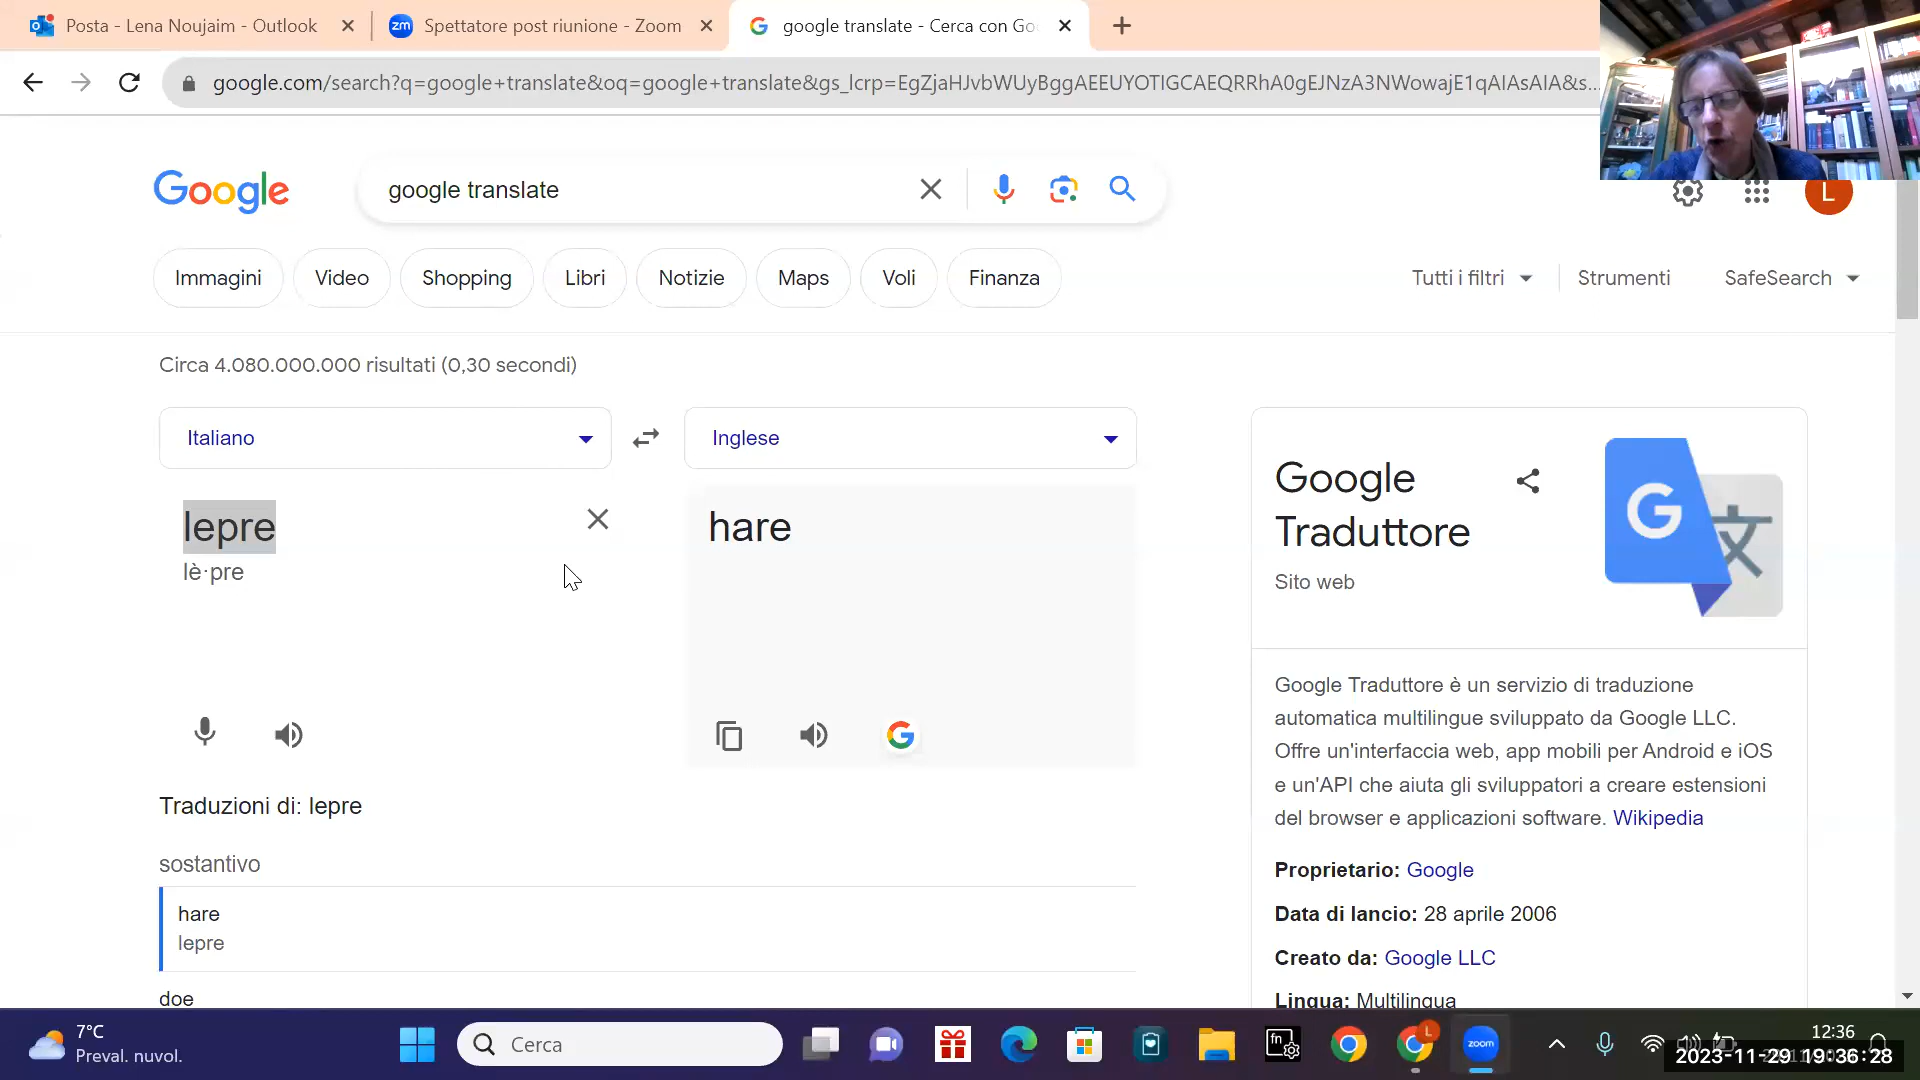 Posta - Lena Noujaim - Outlook
zm Spettatore post riunione - Zoom
google translate - Cerca con Go
google.com/search?q=google+translate&oq=google+translate&gs_lcrp=EgZjaHJvbWUyBggAEEUYOTIGCAEQRRhA0gEJNzA3NWowajE1qAIAsAIA&s...
Google
google translate
L
Immagini
Video
Shopping
Libri
Notizie
Maps
Voli
Finanza
Tutti i filtri
Strumenti
SafeSearch
Circa 4.080.000.000 risultati (0,30 secondi)
Italiano
Inglese
lepre
lè·pre
hare
Traduzioni di: lepre
sostantivo
hare
lepre
doe
Google
Traduttore
Sito web
Google Traduttore è un servizio di traduzione
automatica multilingue sviluppato da Google LLC.
Offre un'interfaccia web, app mobili per Android e iOS
e un'API che aiuta gli sviluppatori a creare estensioni
del browser e applicazioni software. Wikipedia
Proprietario: Google
Data di lancio: 28 aprile 2006
Creato da: Google LLC
Lingua: Multilingua
7°C
Preval. nuvol.
Cerca
fn
L
zoom
12:36
2023-11-29 19:36:28